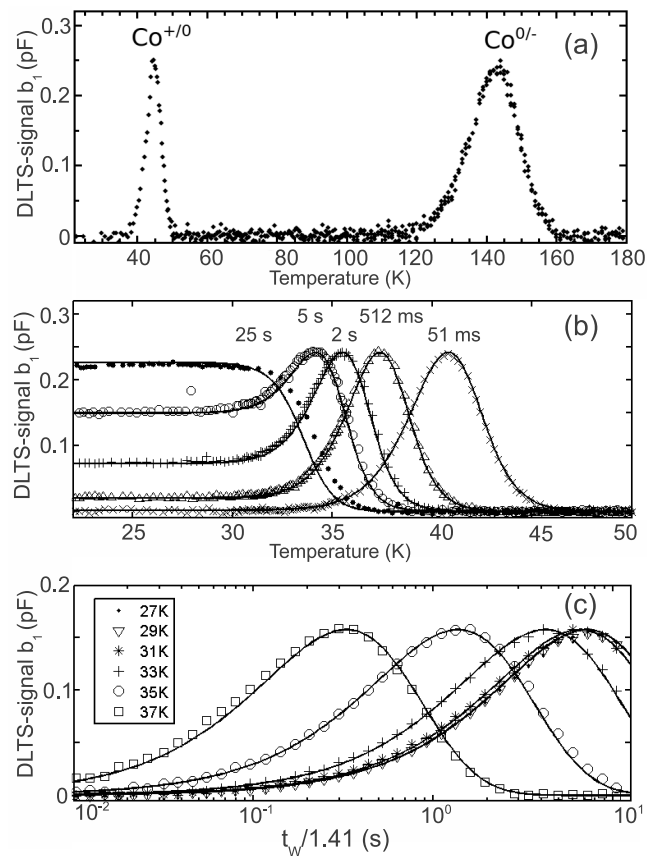 0.3
Co+/0
Co0/-
(a)
DLTS-signal b1 (pF)
0.2
0.1
0
40 60 80 100 120 140 160 180
Temperature (K)
0.3
(b)
5 s
512 ms
25 s
2 s
51 ms
DLTS-signal b1 (pF)
0.2
0.1
25 30 35 40 45 50
Temperature (K)
0.2
(c)
27K
29K
31K
33K
35K
37K
DLTS-signal b1 (pF)
0.1
0
10-2 10-1 100 101
tW/1.41 (s)